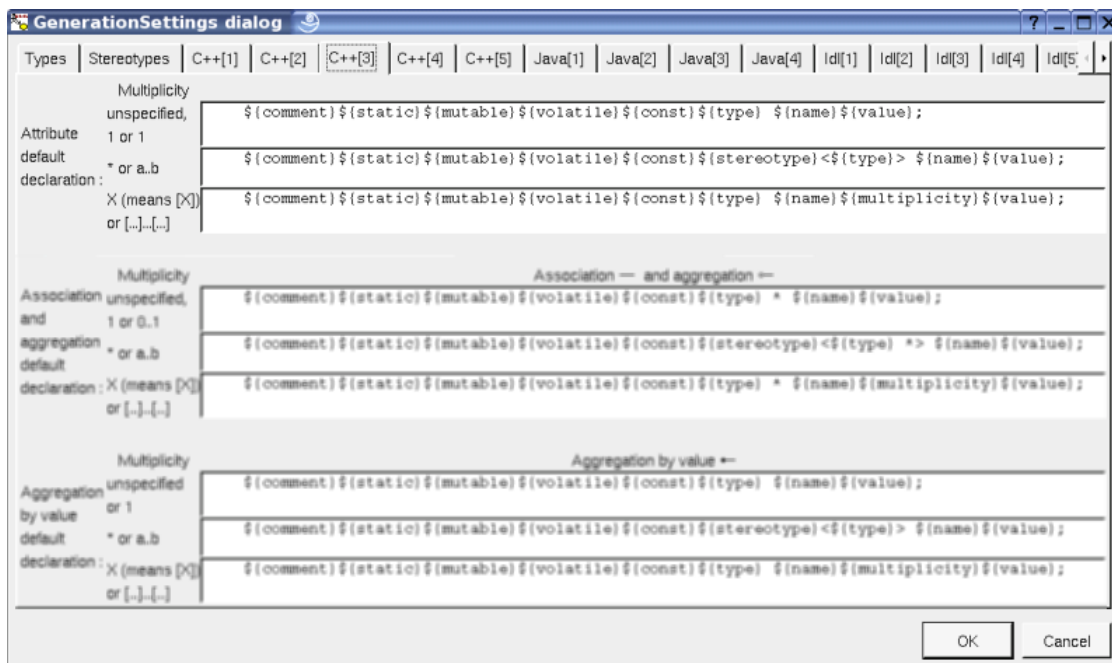 GenerationSettings dialog
Types Stereotypes C++[1] C++[2] C++[3] C++[4] C++[5] Java[1] Java[2] Java[3] Java[4] Idl[1] Idl[2] Idl[3] Idl[4] Idl[5]
Attribute
default
declaration :
Multiplicity
unspecified,
1 or 1
${comment}${static}${mutable}${volatile}${const}${type} ${name}${value};
* or a..b
${comment}${static}${mutable}${volatile}${const}${stereotype}<${type}> ${name}${value};
X (means [X])
or [...]...[...]
${comment}${static}${mutable}${volatile}${const}${type} ${name}${multiplicity}${value};
Association
and
aggregation
default
declaration :
Association — and aggregation
Multiplicity
unspecified,
1 or 0..1
${comment}${static}${mutable}${volatile}${const}${type} * ${name}${value};
* or a..b
${comment}${static}${mutable}${volatile}${const}${stereotype}<${type} *> ${name}${value};
X (means [X])
or [..]..[..]
${comment}${static}${mutable}${volatile}${const}${type} * ${name}${multiplicity}${value};
Aggregation
by value
default
declaration :
Aggregation by value
Multiplicity
unspecified
or 1
${comment}${static}${mutable}${volatile}${const}${type} ${name}${value};
* or a..b
${comment}${static}${mutable}${volatile}${const}${stereotype}<${type}> ${name}${value};
X (means [X])
or [..]..[..]
${comment}${static}${mutable}${volatile}${const}${type} ${name}${multiplicity}${value};
OK Cancel